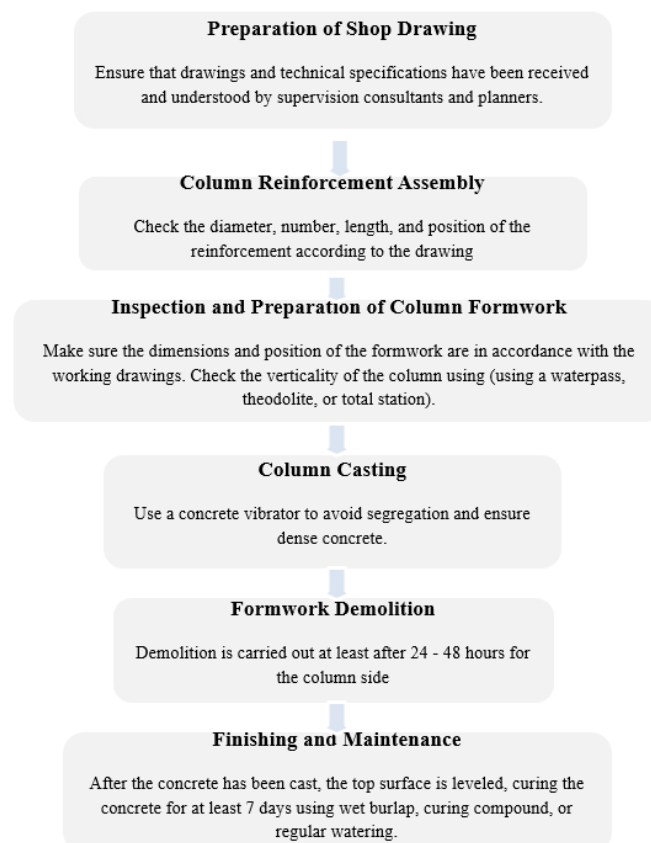 Preparation of Shop Drawing
Ensure that drawings and technical specifications have been received
and understood by supervision consultants and planners.
Column Reinforcement Assembly
Check the diameter, number, length, and position of the
reinforcement according to the drawing
Inspection and Preparation of Column Formwork
Make sure the dimensions and position of the formwork are in accordance with the
working drawings. Check the verticality of the column using (using a waterpass,
theodolite, or total station).
Column Casting
Use a concrete vibrator to avoid segregation and ensure
dense concrete.
Formwork Demolition
Demolition is carried out at least after 24 - 48 hours for
the column side
Finishing and Maintenance
After the concrete has been cast, the top surface is leveled, curing the
concrete for at least 7 days using wet burlap, curing compound, or
regular watering.